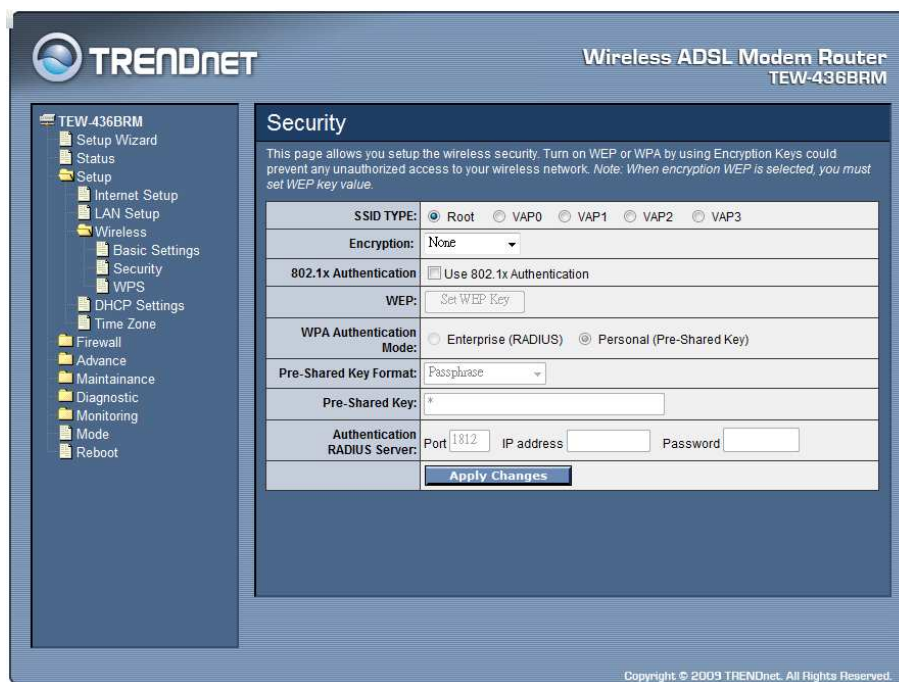 TRENDNET
Wireless ADSL Modem Router
TEW-436BRM
TEW-436BRM
Setup Wizard
Status
Setup
Internet Setup
LAN Setup
Wireless
Basic Settings
Security
WPS
DHCP Settings
Time Zone
Firewall
Advance
Maintainance
Diagnostic
Monitoring
Mode
Reboot
Security
This page allows you setup the wireless security. Turn on WEP or WPA by using Encryption Keys could
prevent any unauthorized access to your wireless network. Note: When encryption WEP is selected, you must
set WEP key value.
SSID TYPE: Root VAP0 VAP1 VAP2 VAP3
Encryption: None
802.1x Authentication Use 802.1x Authentication
WEP: Set WEP Key
WPA Authentication
Mode: Enterprise (RADIUS) Personal (Pre-Shared Key)
Pre-Shared Key Format: Passphrase
Pre-Shared Key: *
Authentication
RADIUS Server: Port 1812 IP address Password
Apply Changes
Copyright © 2009 TRENDnet. All Rights Reserved.